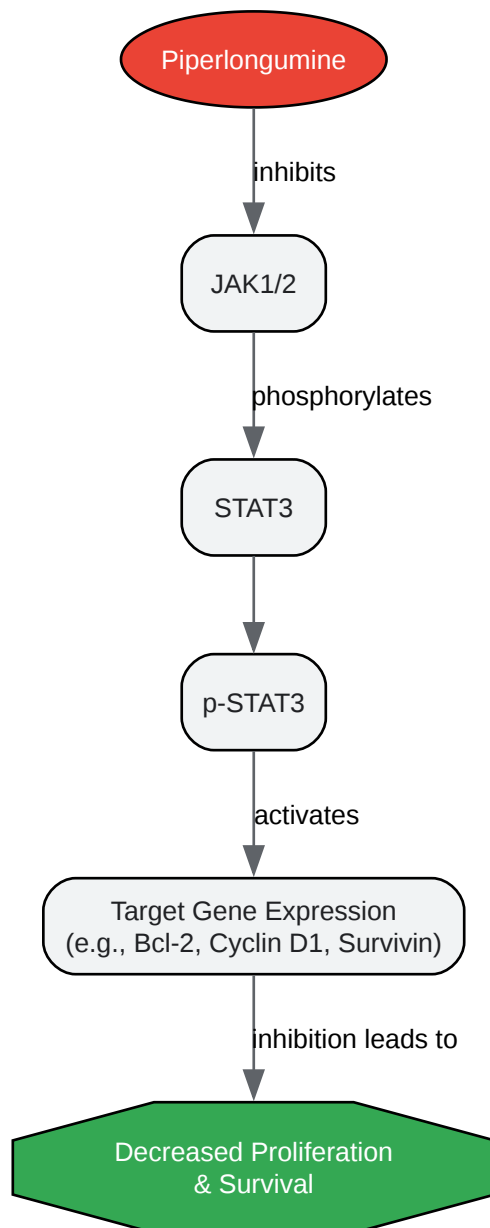 Piperlongumine
inhibits
JAK1/2
phosphorylates
STAT3
p-STAT3
activates
Target Gene Expression
(e.g., Bcl-2, Cyclin D1, Survivin)
inhibition leads to
Decreased Proliferation
& Survival